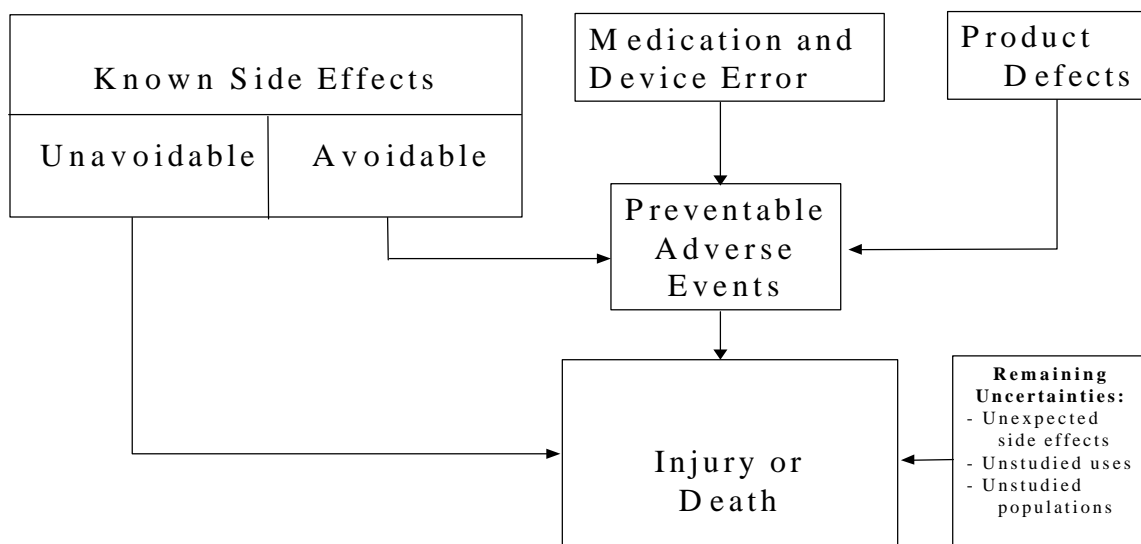 Known Side Effects
Unavoidable
Avoidable
Medication and
Device Error
Product
Defects
Preventable
Adverse
Events
Injury or
Death
Remaining
Uncertainties:
- Unexpected
side effects
- Unstudied uses
- Unstudied
populations